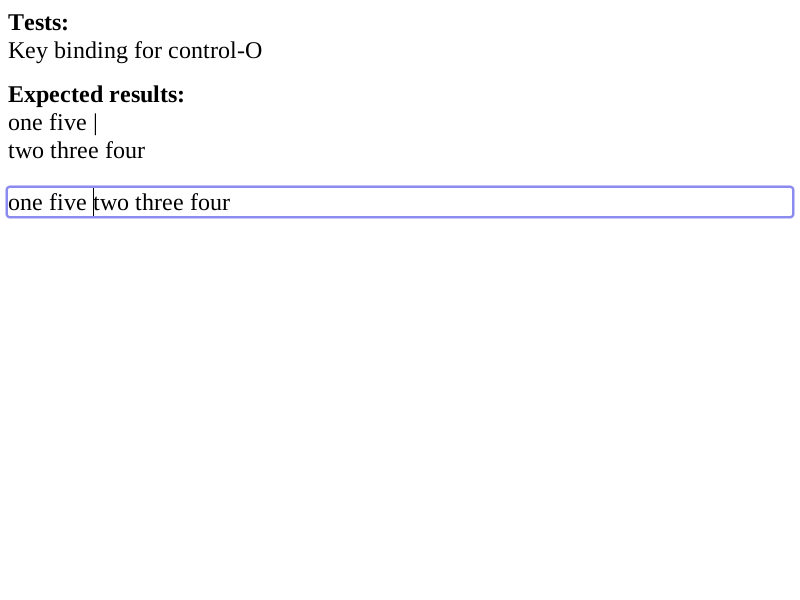 Tests:
Key binding for control-O
Expected results:
one five |
two three four
one five two three four